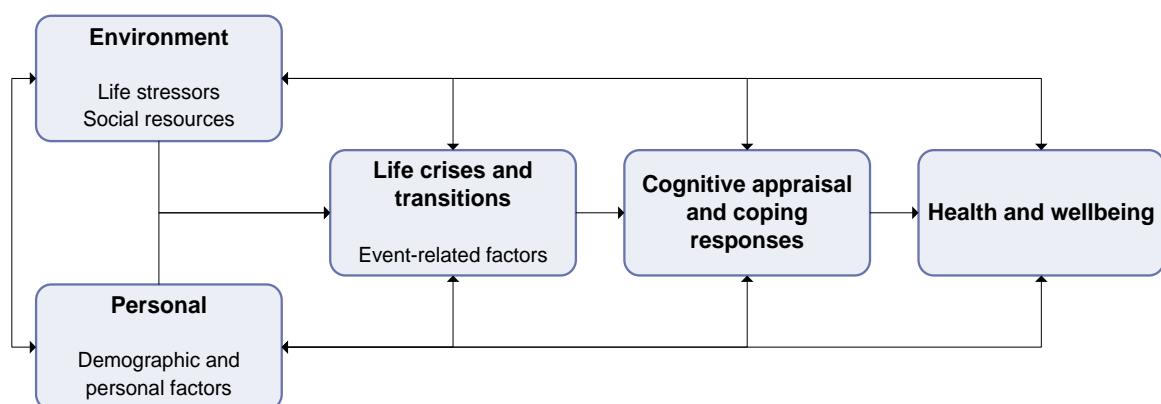 Environment
Life stressors
Social resources
Life crises and
transitions
Event-related factors
Cognitive appraisal
and coping
responses
Health and wellbeing
Personal
Demographic and
personal factors